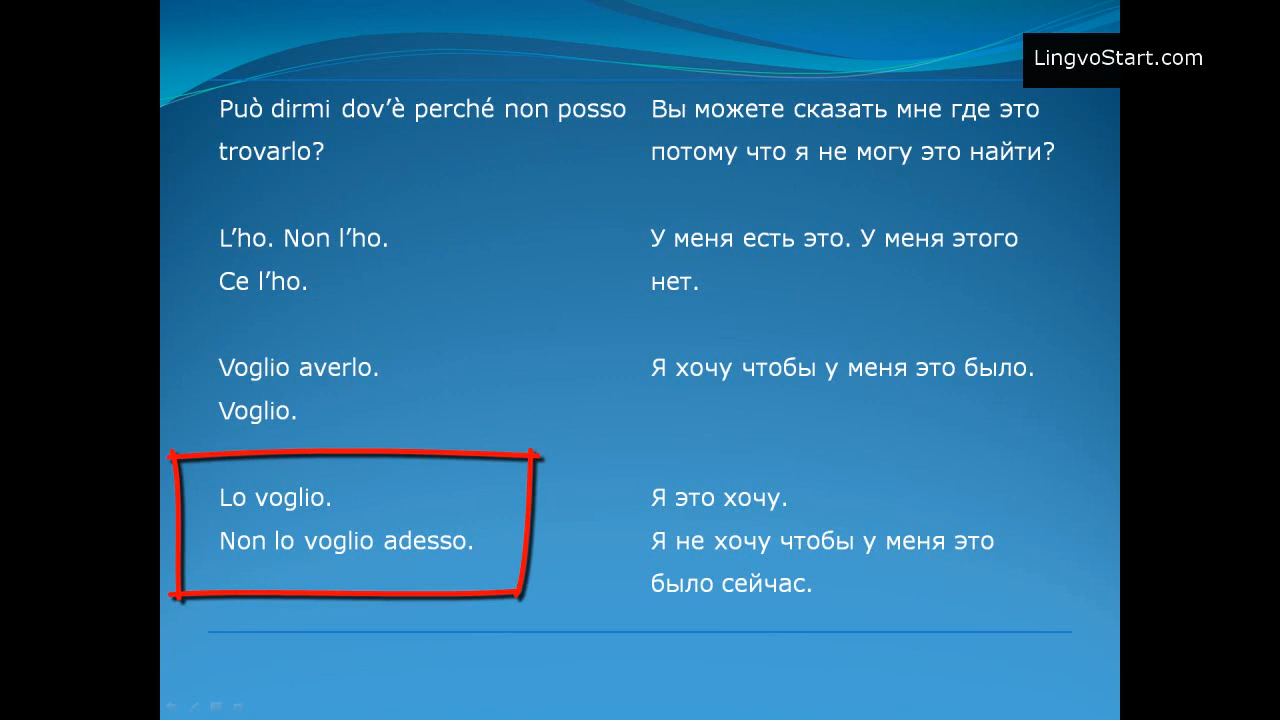 LingvoStart.com
Può dirmi dov’è perché non posso
trovarlo?
Вы можете сказать мне где это
потому что я не могу это найти?
L’ho. Non l’ho.
Ce l’ho.
У меня есть это. У меня этого
нет.
Voglio averlo.
Voglio.
Я хочу чтобы у меня это было.
Lo voglio.
Non lo voglio adesso.
Я это хочу.
Я не хочу чтобы у меня это
было сейчас.